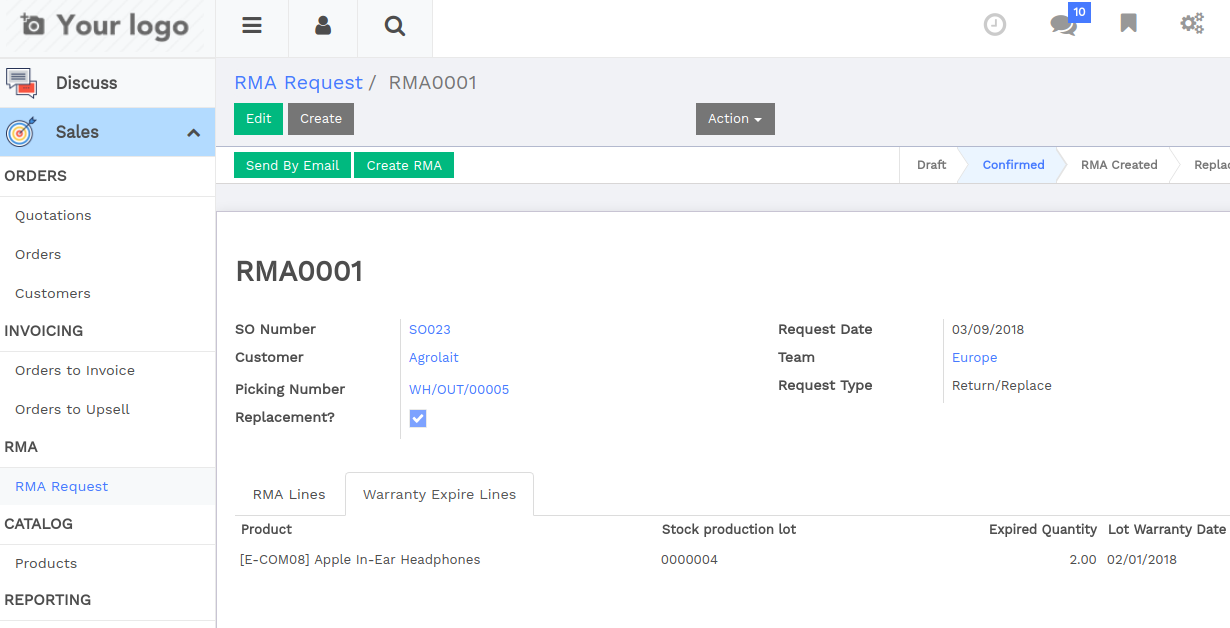 Your logo
10
Discuss
Sales
ORDERS
Quotations
Orders
Customers
INVOICING
Orders to Invoice
Orders to Upsell
RMA
RMA Request
CATALOG
Products
REPORTING
RMA Request / RMA0001
Edit Create Action
Send By Email Create RMA Draft Confirmed RMA Created
RMA0001
SO Number SO023 Request Date 03/09/2018
Customer Agrolait Team Europe
Picking Number WH/OUT/00005 Request Type Return/Replace
Replacement?
RMA Lines Warranty Expire Lines
Product Stock production lot Expired Quantity Lot Warranty Date
[E-COM08] Apple In-Ear Headphones 0000004 2.00 02/01/2018